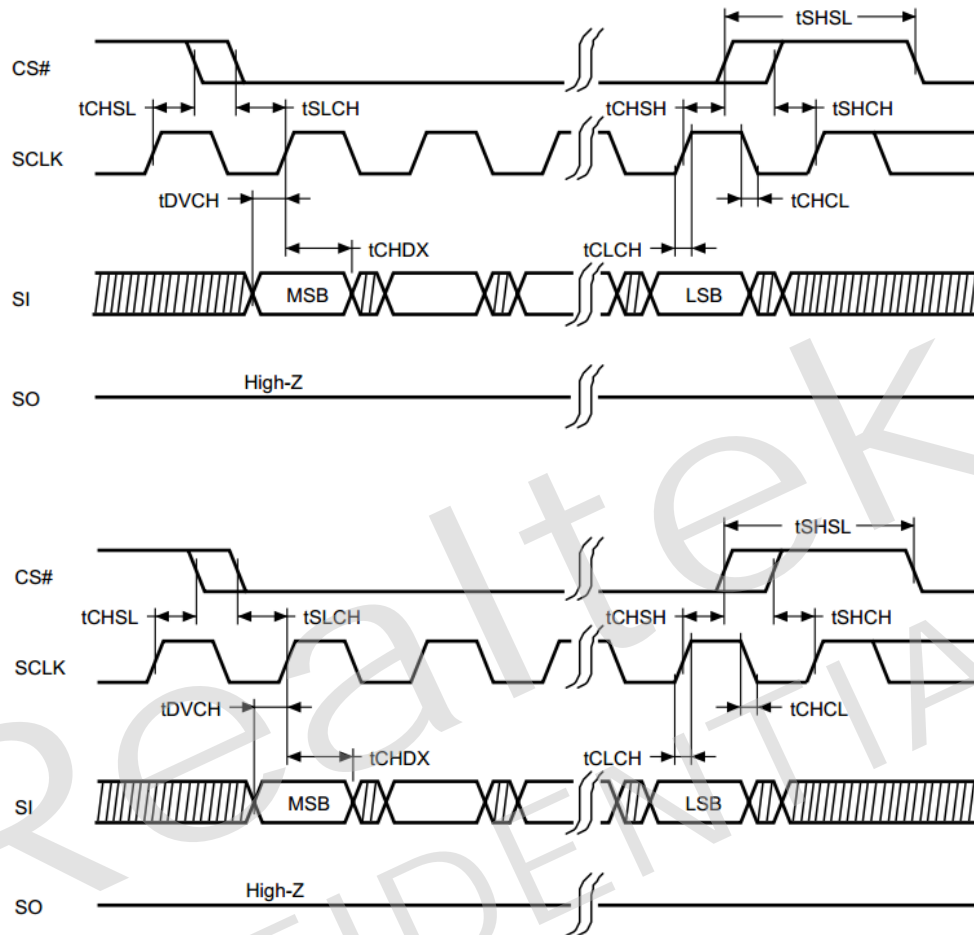 tSHSL
CS#
tCHSL tSLCH tCHSH tSHCH
SCLK
tDVCH tCHCL
tCHDX tCLCH
SI MSB LSB
High-Z
SO
tSHSL
CS#
tCHSL tSLCH tCHSH tSHCH
SCLK
tDVCH tCHCL
tCHDX tCLCH
SI MSB LSB
High-Z
SO
Realtek